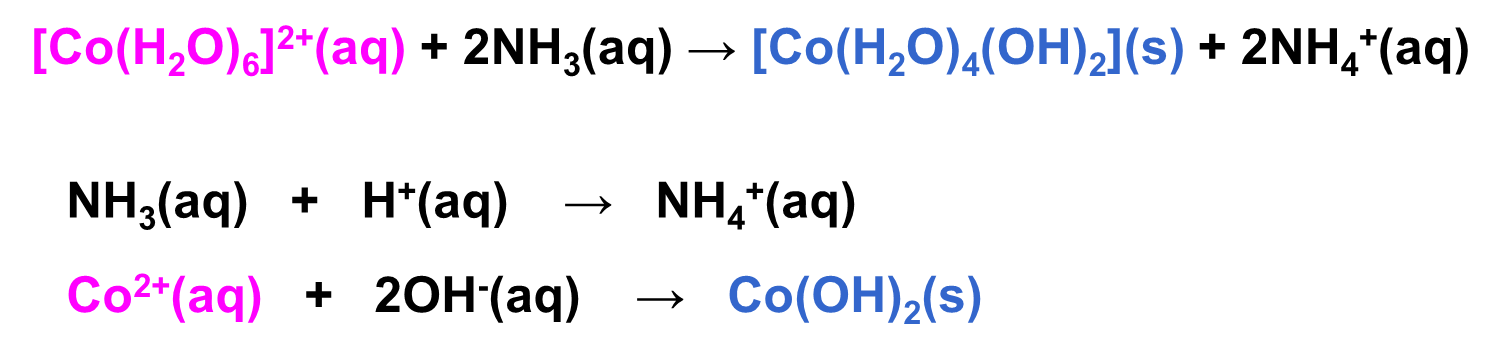 [Co(H₂O)₆]²⁺(aq) + 2NH₃(aq) → [Co(H₂O)₄(OH)₂](s) + 2NH₄⁺(aq)
NH₃(aq) + H⁺(aq) → NH₄⁺(aq)
Co²⁺(aq) + 2OH⁻(aq) → Co(OH)₂(s)